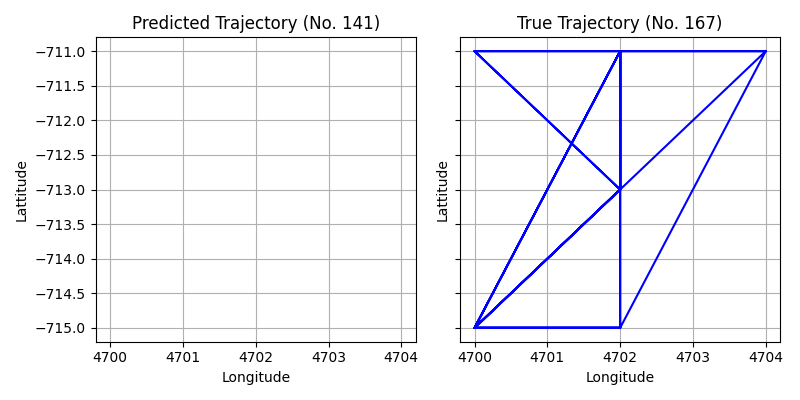 Predicted Trajectory (No. 141)
True Trajectory (No. 167)
−711.0
−711.5
−712.0
−712.5
−713.0
−713.5
−714.0
−714.5
−715.0
Lattitude
Lattitude
4700 4701 4702 4703 4704
4700 4701 4702 4703 4704
Longitude
Longitude